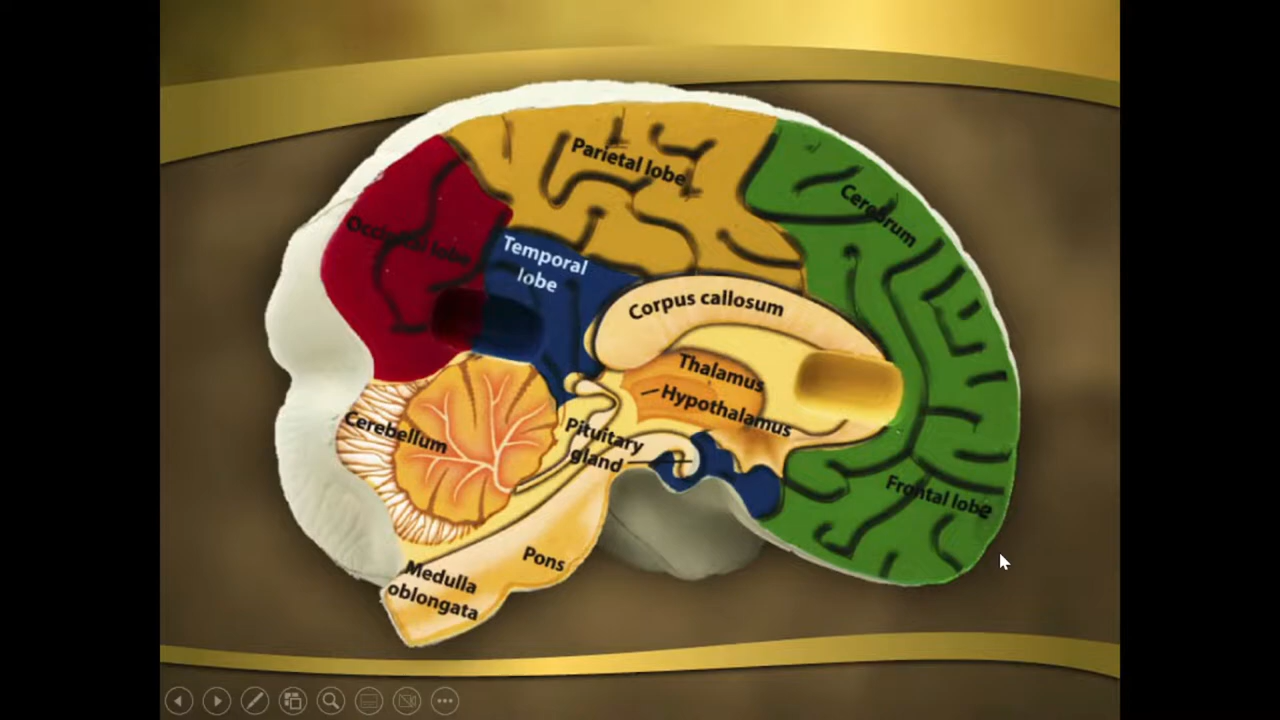 Parietal lobe
Cerebrum
Occipital lobe
Temporal
lobe
Corpus callosum
Thalamus
Hypothalamus
Cerebellum
Pituitary
gland
Frontal lobe
Pons
Medulla
oblongata